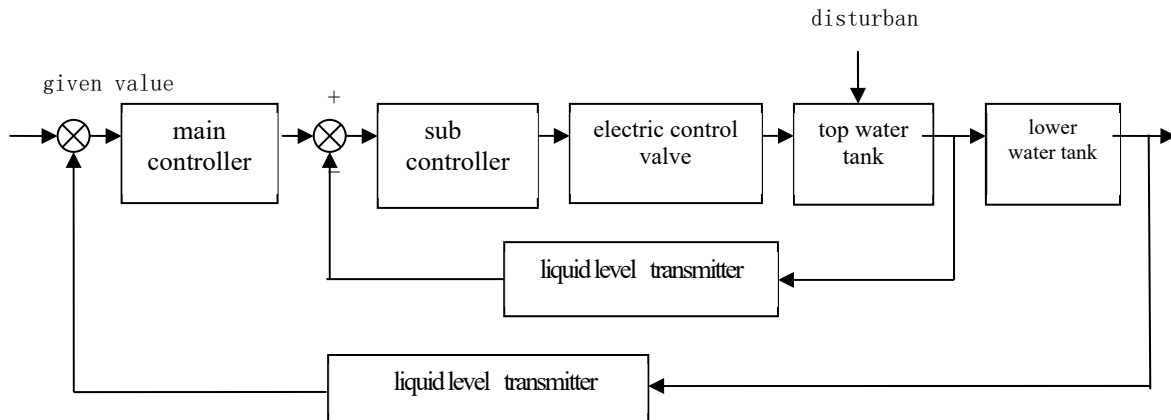 disturban
given value
+
main
controller
sub
controller
electric control
valve
top water
tank
lower
water tank
−
liquid level transmitter
liquid level transmitter